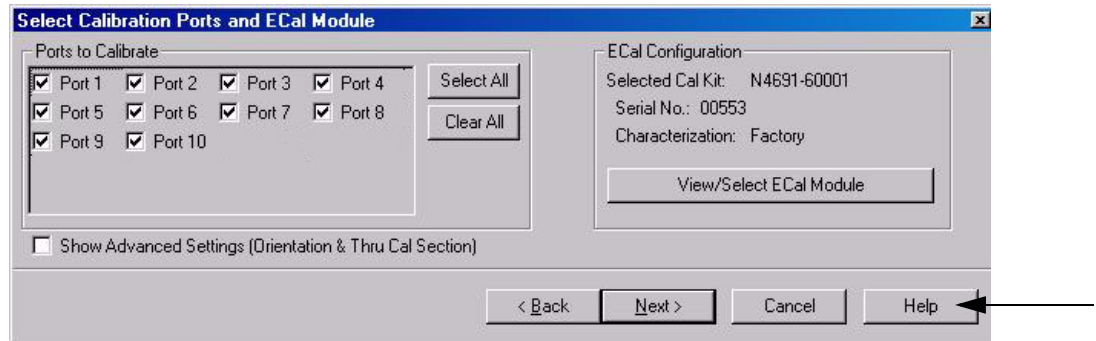 Select Calibration Ports and ECal Module
Ports to Calibrate
Port 1 Port 2 Port 3 Port 4
Port 5 Port 6 Port 7 Port 8
Port 9 Port 10
Select All
Clear All
ECal Configuration
Selected Cal Kit: N4691-60001
Serial No.: 00553
Characterization: Factory
View/Select ECal Module
Show Advanced Settings (Orientation & Thru Cal Section)
< Back Next > Cancel Help